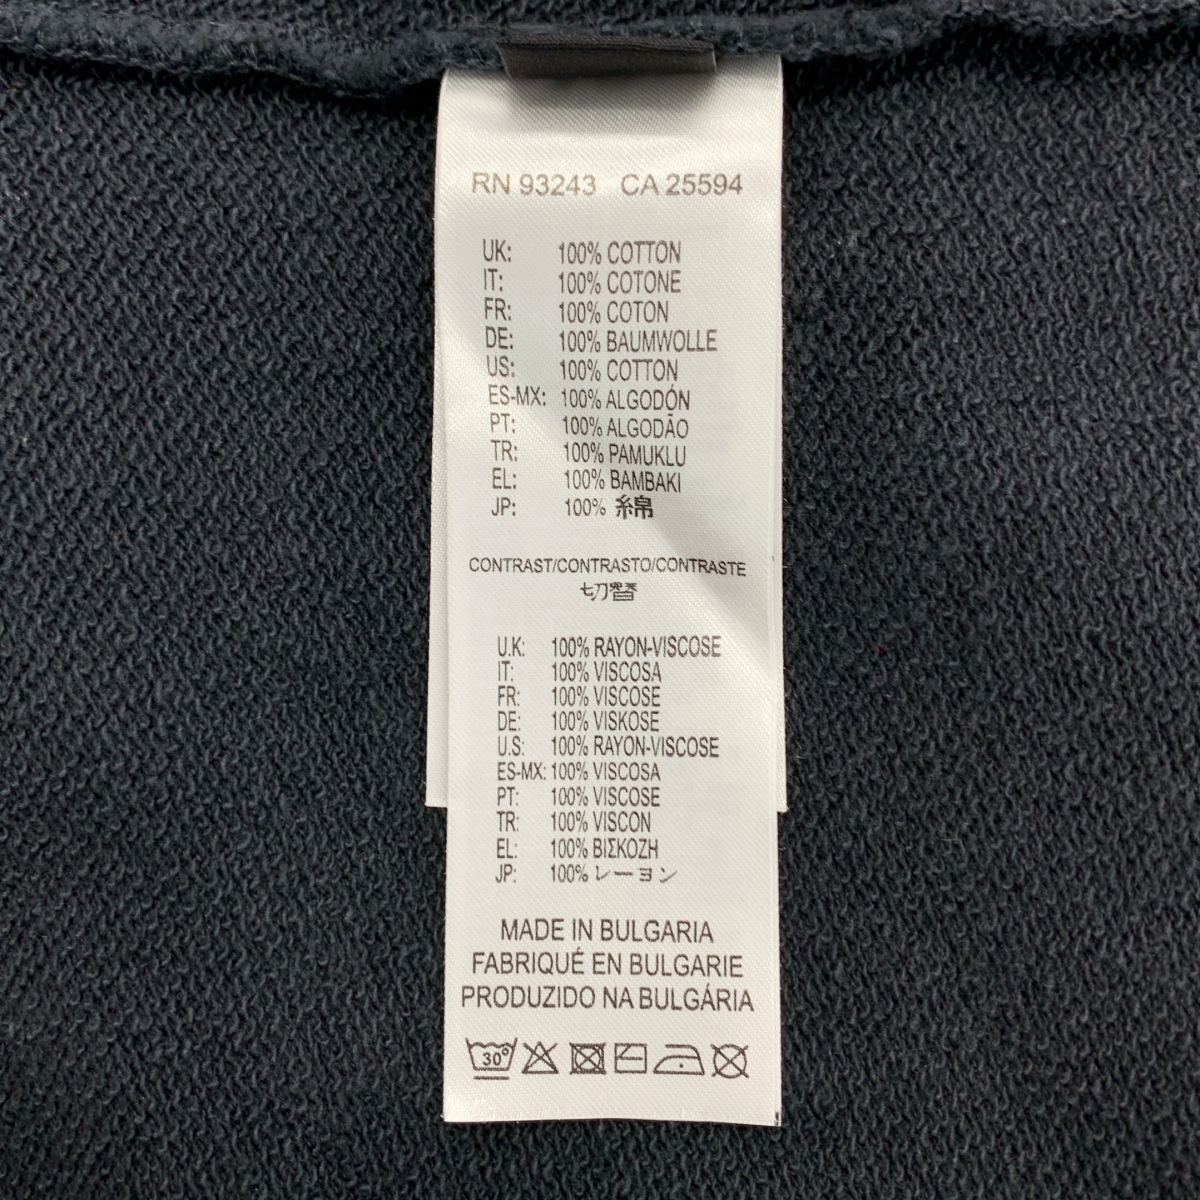 RN 93243 CA 25594
UK: 100% COTTON
IT: 100% COTONE
FR: 100% COTON
DE: 100% BAUMWOLLE
US: 100% COTTON
ES-MX: 100% ALGODÓN
PT: 100% ALGODÃO
TR: 100% PAMUKLU
EL: 100% BAMBAKI
JP: 100% 綿
CONTRAST/CONTRASTO/CONTRASTE
切替
U.K: 100% RAYON-VISCOSE
IT: 100% VISCOSA
FR: 100% VISCOSE
DE: 100% VISKOSE
U.S: 100% RAYON-VISCOSE
ES-MX: 100% VISCOSA
PT: 100% VISCOSE
TR: 100% VISCON
EL: 100% ΒΙΣΚΟΖΗ
JP: 100% レーヨン
MADE IN BULGARIA
FABRIQUÉ EN BULGARIE
PRODUZIDO NA BULGÁRIA
30°